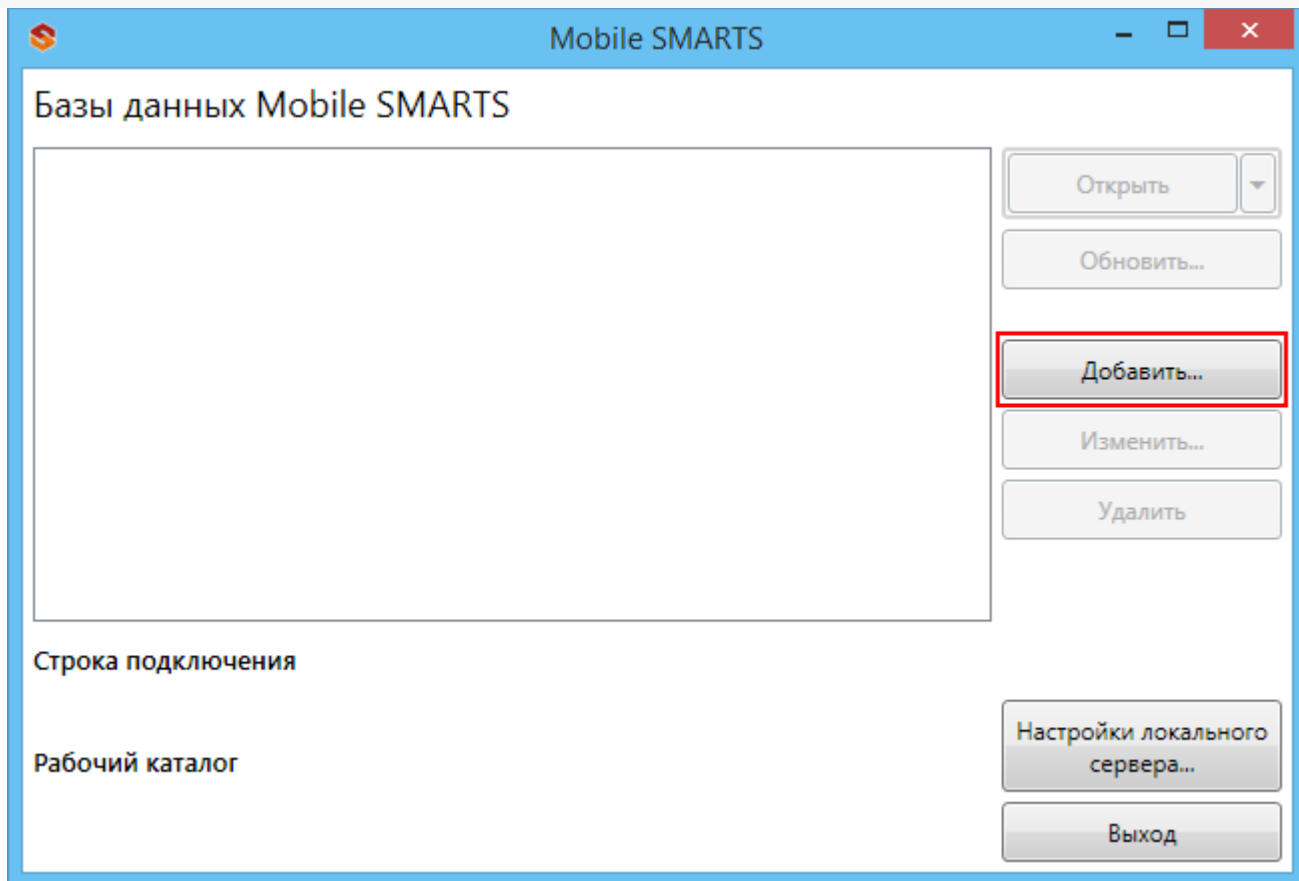 Mobile SMARTS
Базы данных Mobile SMARTS
Открыть
Обновить...
Добавить...
Изменить...
Удалить
Строка подключения
Рабочий каталог
Настройки локального
сервера...
Выход